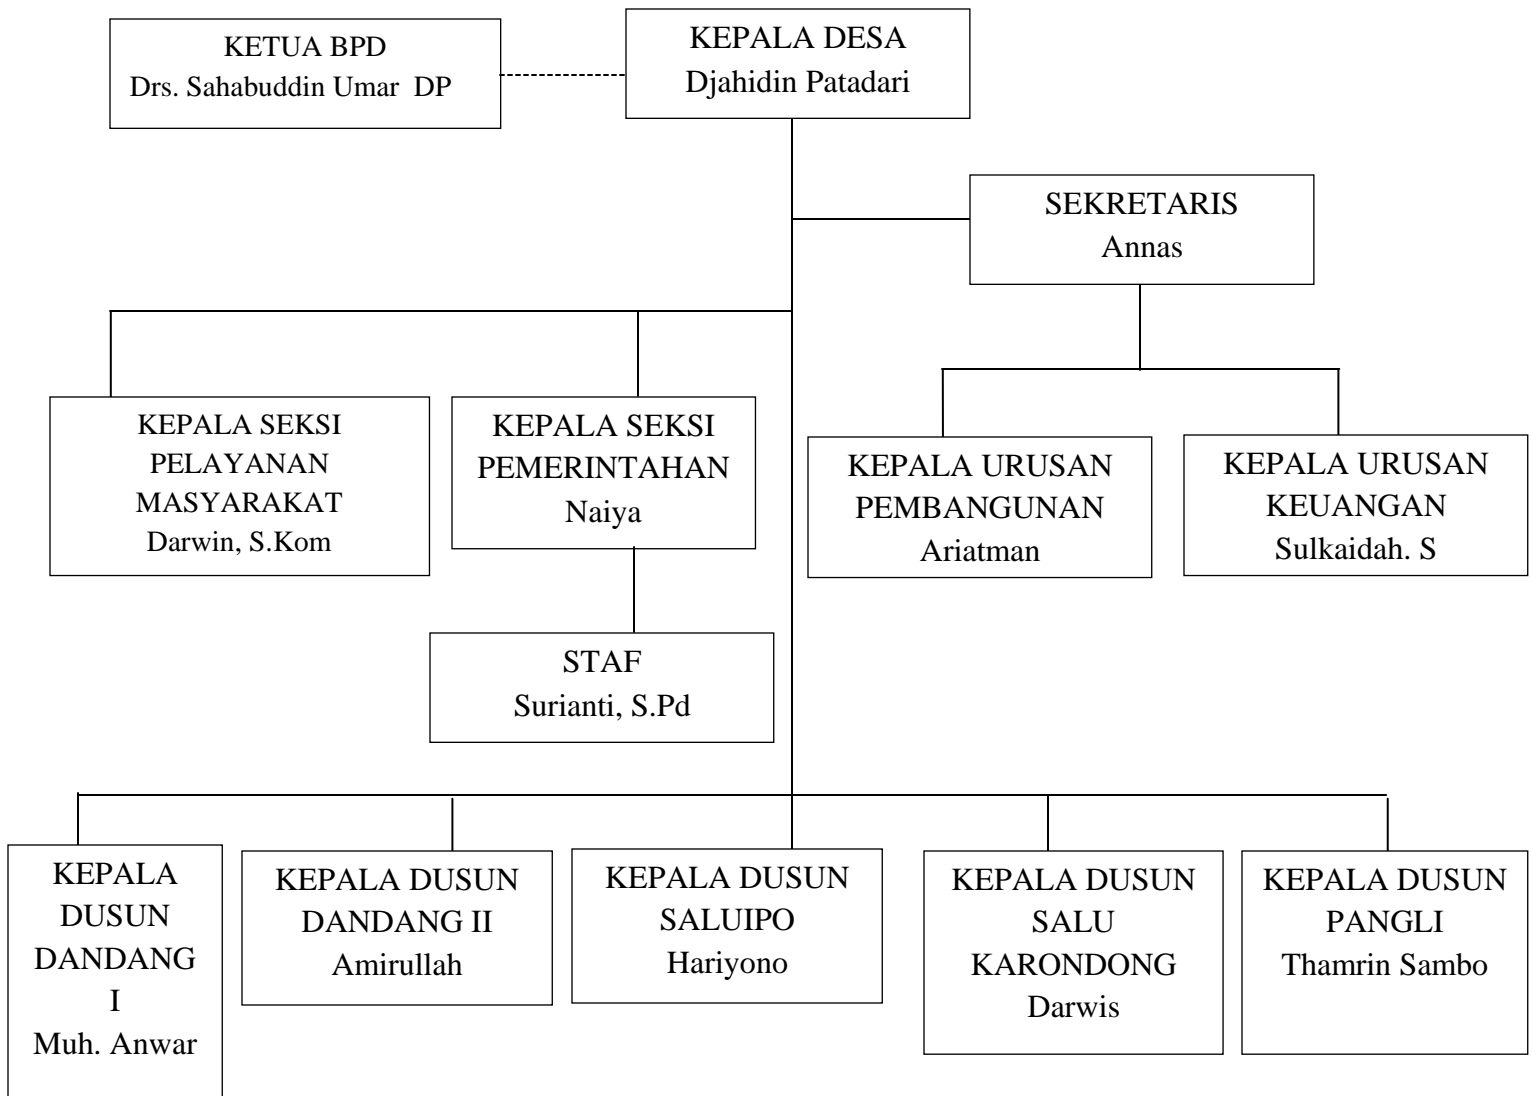 KETUA BPD
Drs. Sahabuddin Umar  DP
KEPALA DESA
Djahidin Patadari
SEKRETARIS
Annas
KEPALA SEKSI
PELAYANAN
MASYARAKAT
Darwin, S.Kom
KEPALA SEKSI
PEMERINTAHAN
Naiya
KEPALA URUSAN
PEMBANGUNAN
Ariatman
KEPALA URUSAN
KEUANGAN
Sulkaidah. S
STAF
Surianti, S.Pd
KEPALA
DUSUN
DANDANG
I
Muh. Anwar
KEPALA DUSUN
DANDANG II
Amirullah
KEPALA DUSUN
SALUIPO
Hariyono
KEPALA DUSUN
SALU
KARONDONG
Darwis
KEPALA DUSUN
PANGLI
Thamrin Sambo